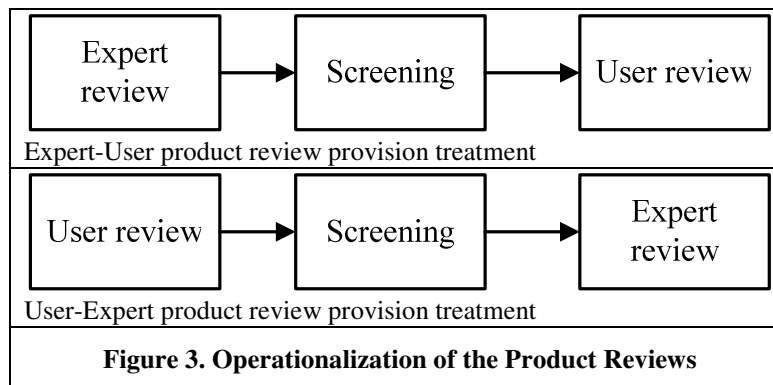 Expert
review
Screening
User review
Expert-User product review provision treatment
User review
Screening
Expert
review
User-Expert product review provision treatment
Figure 3. Operationalization of the Product Reviews